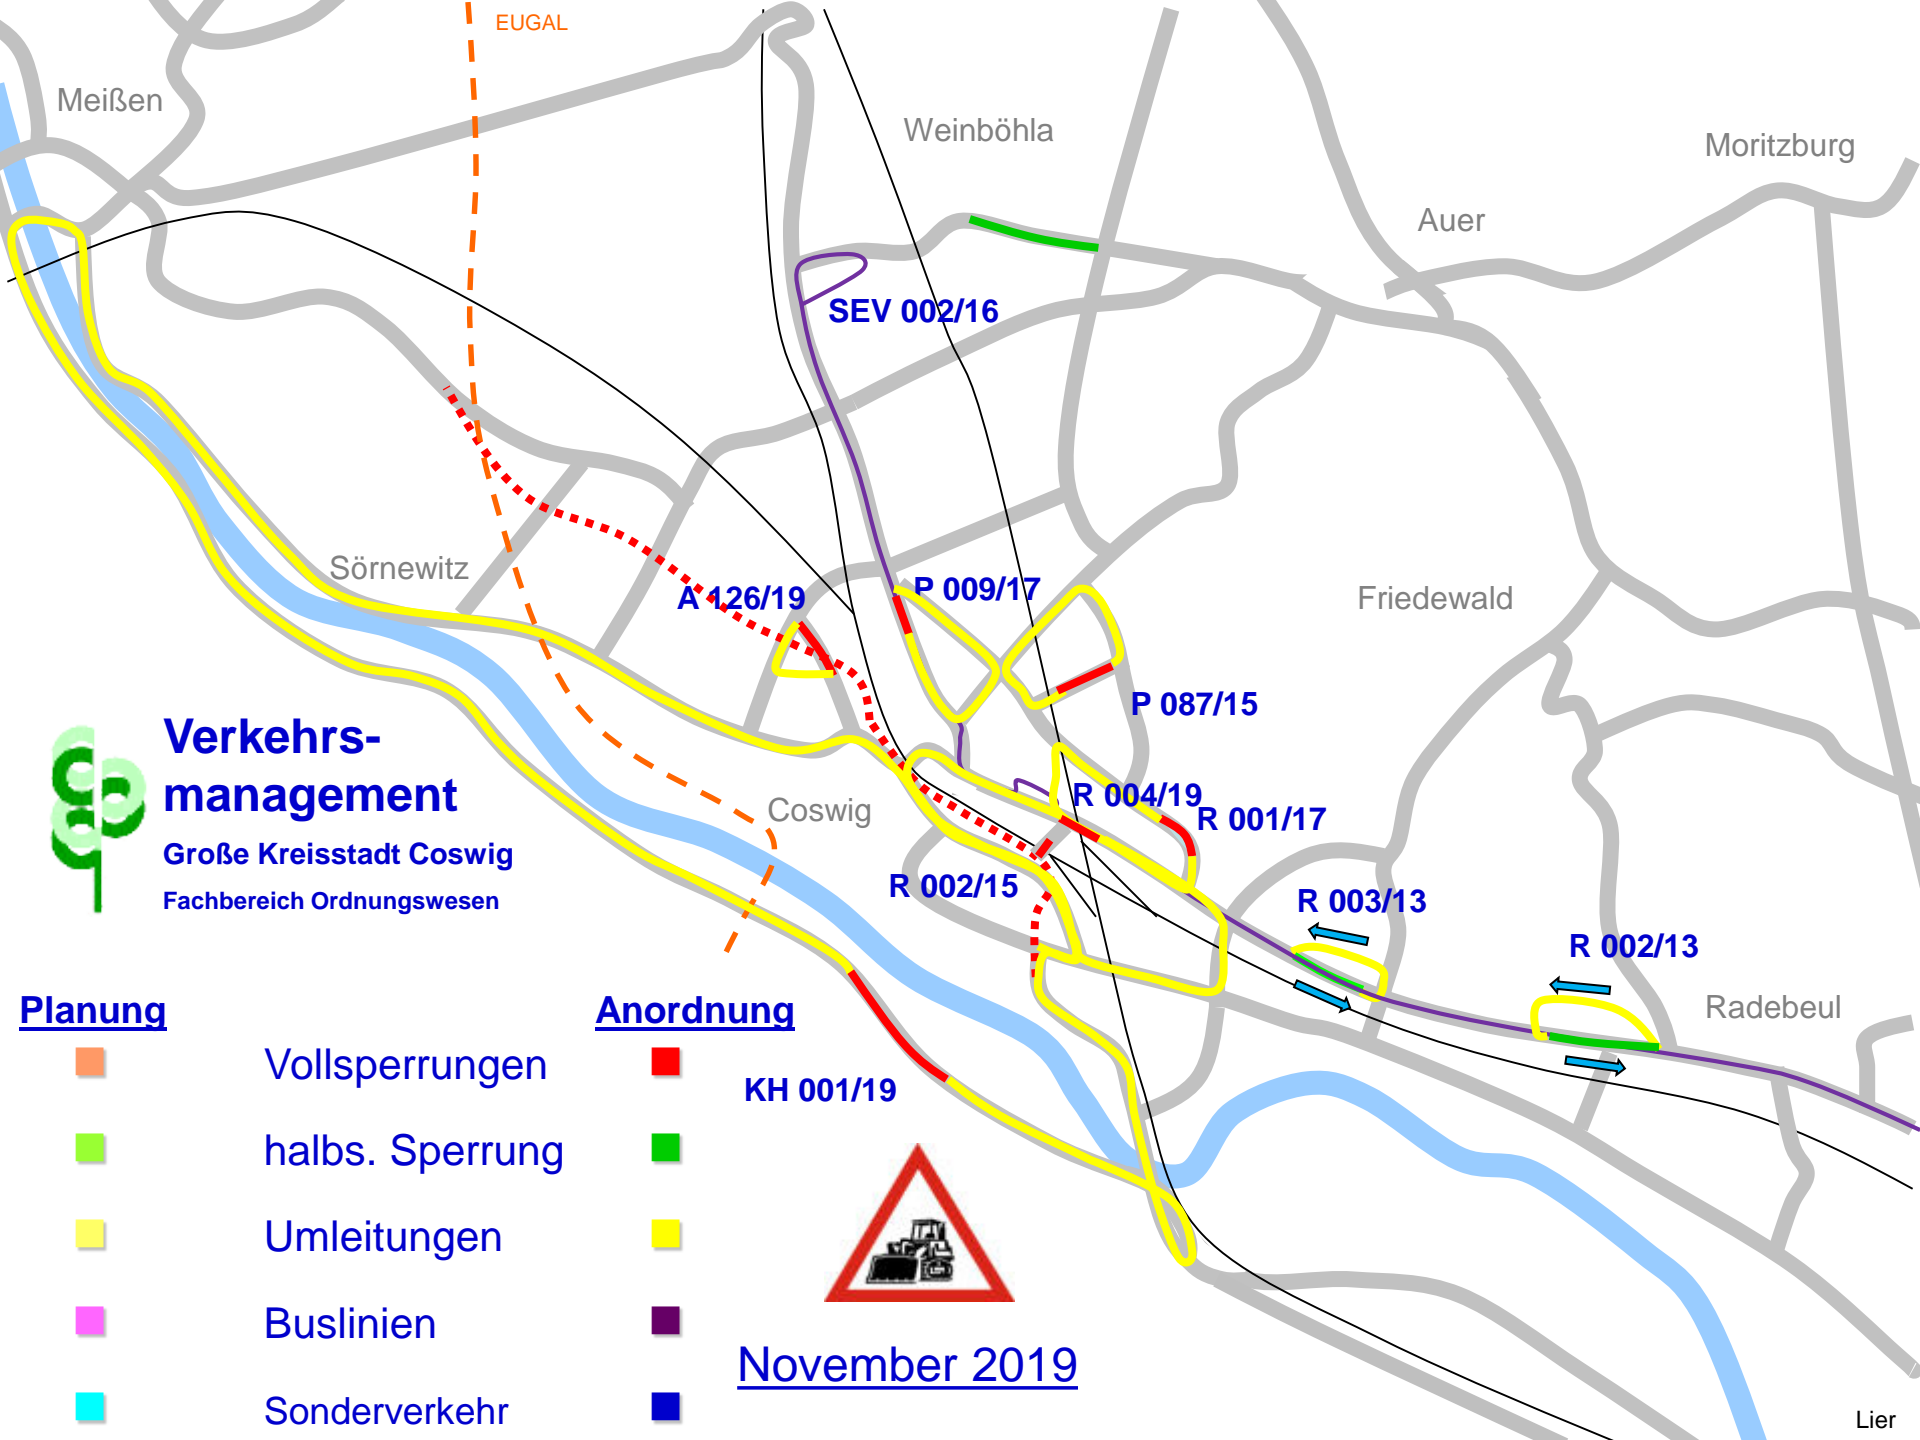 EUGAL
Meißen
Weinböhla
Moritzburg
Auer
SEV 002/16
Sörnewitz
A 126/19
P 009/17
Friedewald
P 087/15
Verkehrs-
management
Große Kreisstadt Coswig
Fachbereich Ordnungswesen
Coswig
R 004/19
R 001/17
R 002/15
R 003/13
R 002/13
Radebeul
Planung
Anordnung
Vollsperrungen
KH 001/19
halbs. Sperrung
Umleitungen
Buslinien
November 2019
Sonderverkehr
Lier